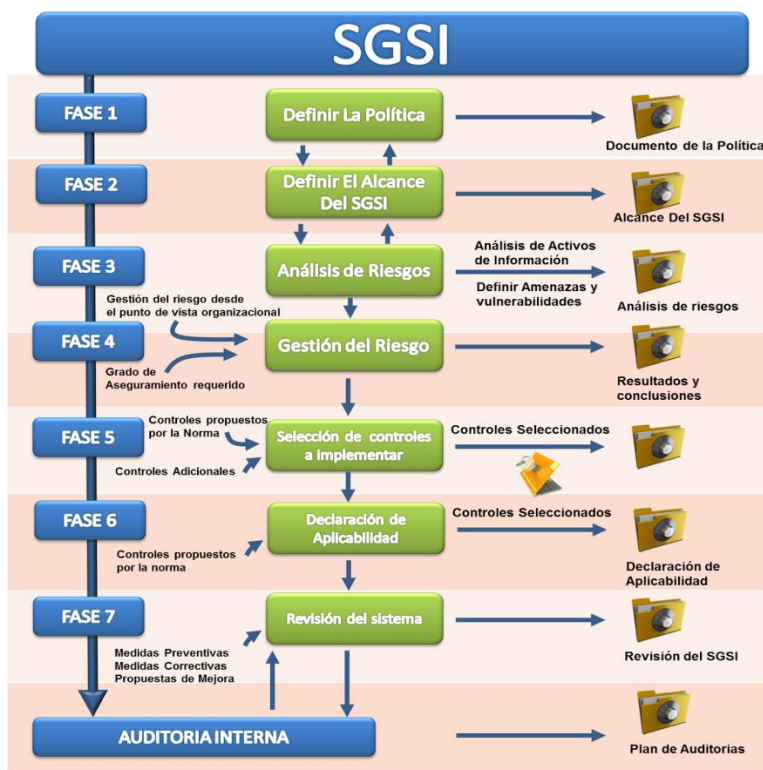 SGSI
FASE 1
Definir La Política
Documento de la Política
FASE 2
Definir El Alcance
Del SGSI
Alcance Del SGSI
FASE 3
Análisis de Riesgos
Análisis de Activos
de Información
Definir Amenazas y
vulnerabilidades
Análisis de riesgos
Gestión del riesgo desde
el punto de vista organizacional
FASE 4
Gestión del Riesgo
Grado de
Aseguramiento requerido
Resultados y
conclusiones
Controles propuestos
por la Norma
FASE 5
Selección de controles
a Implementar
Controles Seleccionados
Controles Adicionales
FASE 6
Declaración de
Aplicabilidad
Controles Seleccionados
Controles propuestos
por la norma
Declaración de
Aplicabilidad
FASE 7
Revisión del sistema
Medidas Preventivas
Medidas Correctivas
Propuestas de Mejora
Revisión del SGSI
AUDITORIA INTERNA
Plan de Auditorias